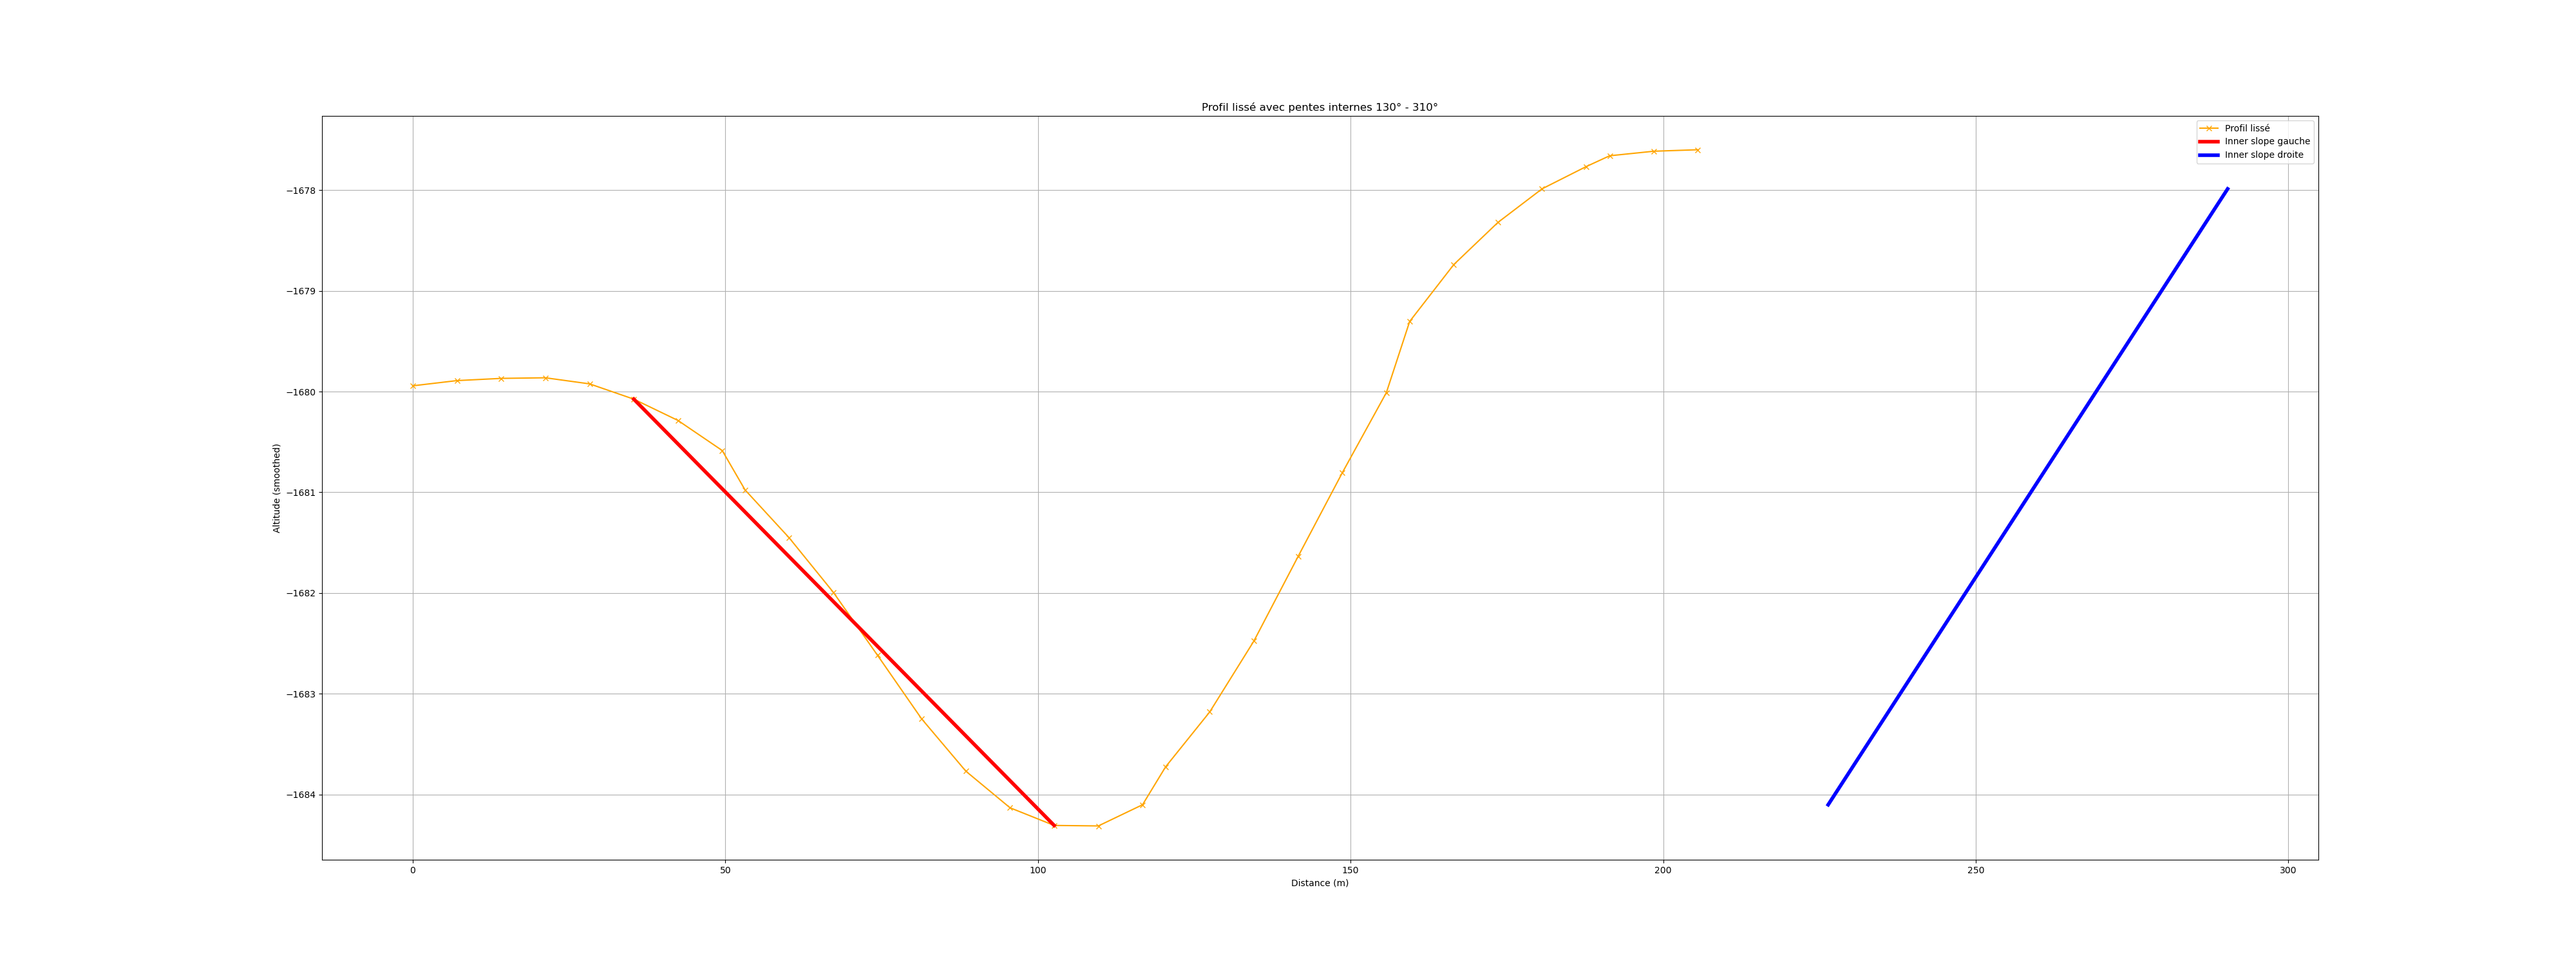 Profil lissé avec pentes internes 130° - 310°
Profil lissé
Inner slope gauche
Inner slope droite
−1678
−1679
−1680
−1681
−1682
−1683
−1684
Altitude (smoothed)
0 50 100 150 200 250 300
Distance (m)